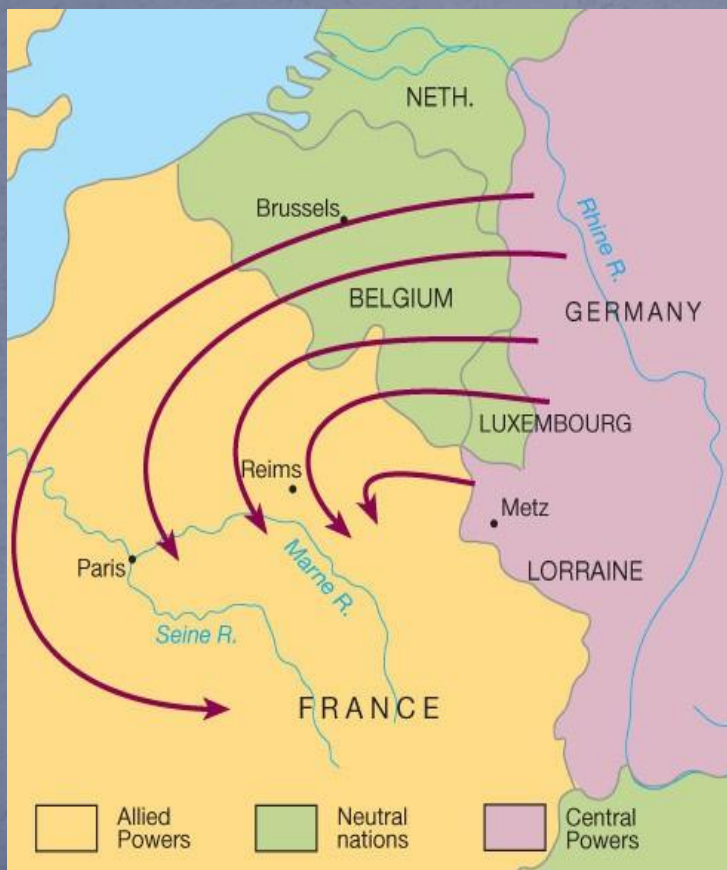 NETH.
Brussels
Rhine R.
BELGIUM
GERMANY
LUXEMBOURG
Reims
Metz
Paris
Marne R.
LORRAINE
Seine R.
FRANCE
Allied
Powers
Neutral
nations
Central
Powers